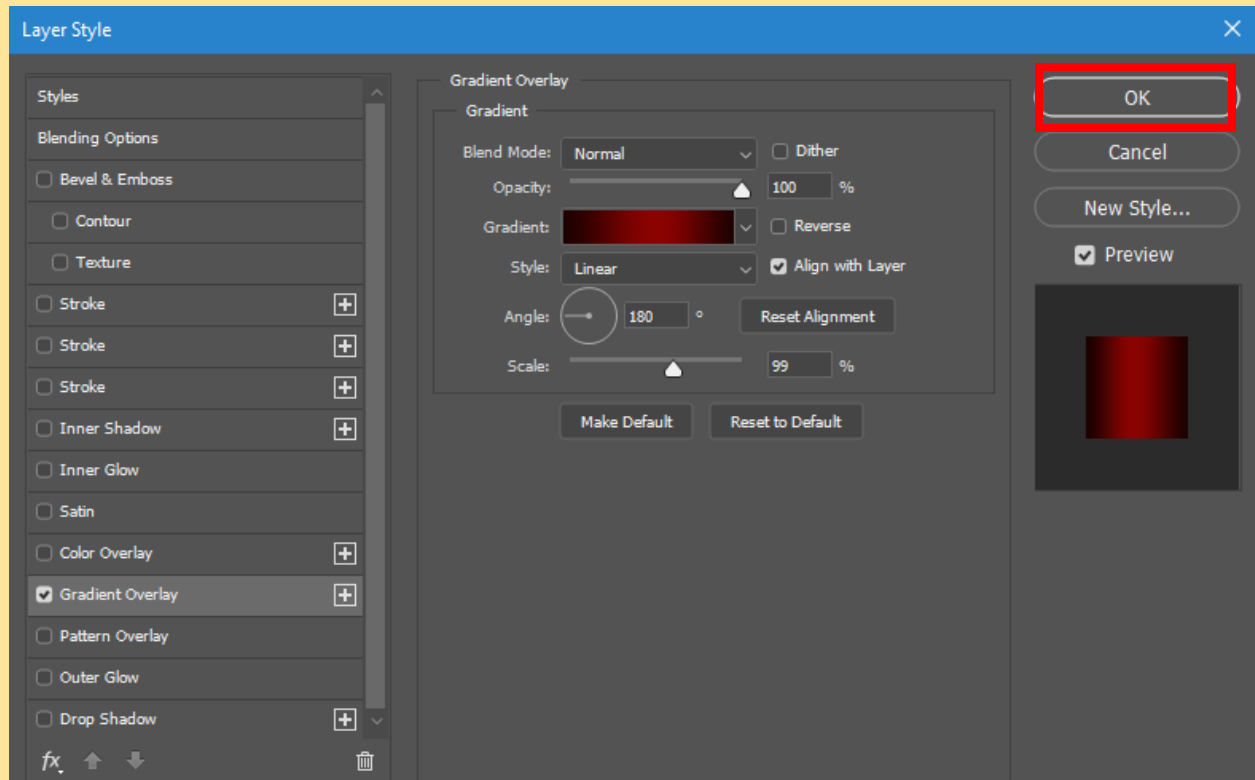 Layer Style
Styles
Blending Options
Bevel & Emboss
Contour
Texture
Stroke
Stroke
Stroke
Inner Shadow
Inner Glow
Satin
Color Overlay
Gradient Overlay
Pattern Overlay
Outer Glow
Drop Shadow
fx
Gradient Overlay
Gradient
Blend Mode: Normal Dither
Opacity: 100 %
Gradient: Reverse
Style: Linear Align with Layer
Angle: 180 ° Reset Alignment
Scale: 99 %
Make Default Reset to Default
OK
Cancel
New Style...
Preview